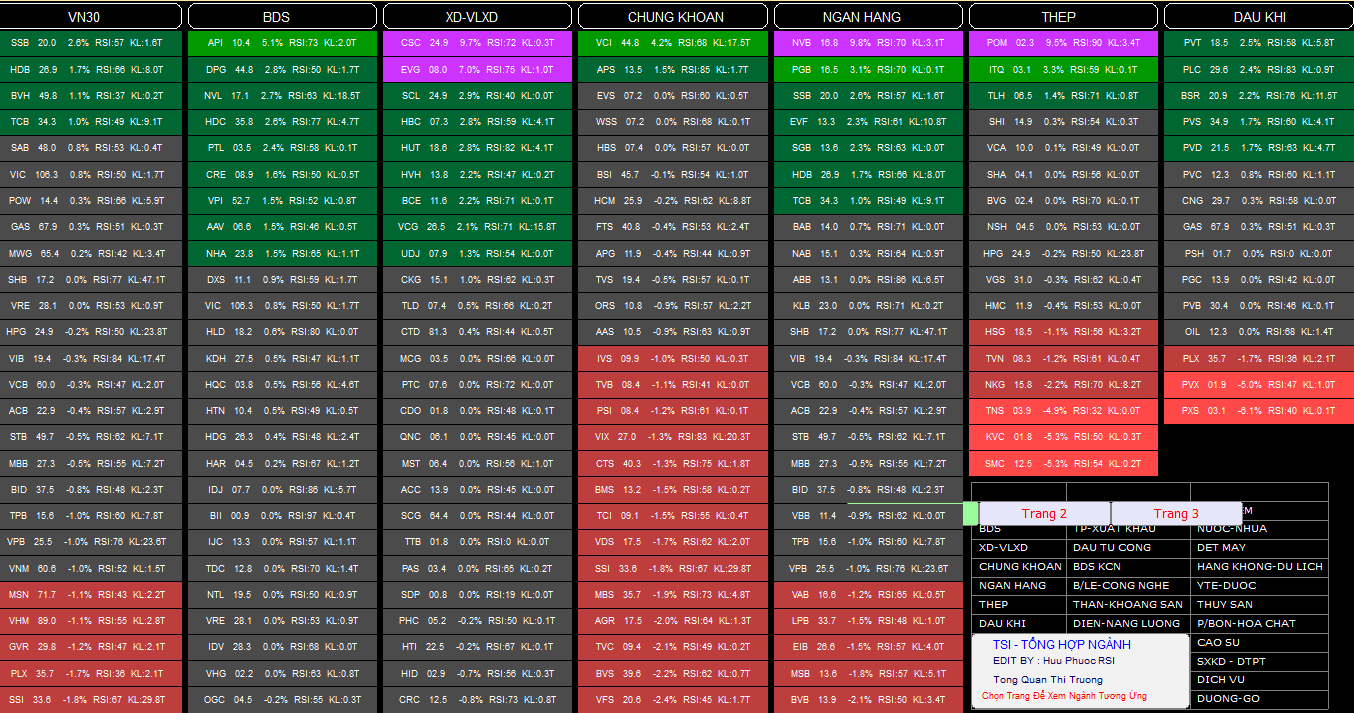 VN30
SSB 20.0 2.6% RSI:57 KL:1.6T
HDB 26.9 1.7% RSI:66 KL:8.0T
BVH 49.8 1.1% RSI:37 KL:0.2T
TCB 34.3 1.0% RSI:49 KL:9.1T
SAB 48.0 0.8% RSI:53 KL:0.4T
VIC 106.3 0.8% RSI:50 KL:1.7T
POW 14.4 0.3% RSI:66 KL:5.9T
GAS 67.9 0.3% RSI:51 KL:0.3T
MWG 65.4 0.2% RSI:42 KL:3.4T
SHB 17.2 0.0% RSI:77 KL:47.1T
VRE 28.1 0.0% RSI:53 KL:0.9T
HPG 24.9 -0.2% RSI:50 KL:23.8T
VIB 19.4 -0.3% RSI:84 KL:17.4T
VCB 60.0 -0.3% RSI:47 KL:2.0T
ACB 22.9 -0.4% RSI:57 KL:2.9T
STB 49.7 -0.5% RSI:62 KL:7.1T
MBB 27.3 -0.5% RSI:55 KL:7.2T
BID 37.5 -0.8% RSI:48 KL:2.3T
TPB 15.6 -1.0% RSI:60 KL:7.8T
VPB 25.5 -1.0% RSI:76 KL:23.6T
VNM 60.6 -1.0% RSI:52 KL:1.5T
MSN 71.7 -1.1% RSI:43 KL:2.2T
VHM 89.0 -1.1% RSI:55 KL:2.8T
GVR 29.8 -1.2% RSI:47 KL:2.1T
PLX 35.7 -1.7% RSI:36 KL:2.1T
SSI 33.6 -1.8% RSI:67 KL:29.8T
BDS
API 10.4 5.1% RSI:73 KL:2.0T
DPG 44.8 2.8% RSI:50 KL:1.7T
NVL 17.1 2.7% RSI:63 KL:18.5T
HDC 35.8 2.6% RSI:77 KL:4.7T
PTL 03.5 2.4% RSI:58 KL:0.1T
CRE 08.9 1.6% RSI:50 KL:0.5T
VPI 52.7 1.5% RSI:52 KL:0.8T
AAV 06.6 1.5% RSI:46 KL:0.5T
NHA 23.8 1.5% RSI:65 KL:1.1T
DXS 11.1 0.9% RSI:59 KL:1.7T
VIC 106.3 0.8% RSI:50 KL:1.7T
HLD 18.2 0.6% RSI:80 KL:0.0T
KDH 27.5 0.5% RSI:47 KL:1.1T
HQC 03.8 0.5% RSI:56 KL:4.6T
HTN 10.4 0.5% RSI:49 KL:0.5T
HDG 26.3 0.4% RSI:48 KL:2.4T
HAR 04.5 0.2% RSI:67 KL:1.2T
IDJ 07.7 0.0% RSI:86 KL:5.7T
BII 00.9 0.0% RSI:97 KL:0.4T
IJC 13.3 0.0% RSI:57 KL:1.1T
TDC 12.8 0.0% RSI:70 KL:1.4T
NTL 19.5 0.0% RSI:50 KL:0.9T
VRE 28.1 0.0% RSI:53 KL:0.9T
IDV 28.3 0.0% RSI:68 KL:0.0T
VHG 02.2 0.0% RSI:63 KL:0.8T
OGC 04.5 -0.2% RSI:55 KL:0.3T
XD-VLXD
CSC 24.9 9.7% RSI:72 KL:0.3T
EVG 08.0 7.0% RSI:75 KL:1.0T
SCL 24.9 2.9% RSI:40 KL:0.0T
HBC 07.3 2.8% RSI:59 KL:4.1T
HUT 18.6 2.8% RSI:82 KL:4.1T
HVH 13.8 2.2% RSI:47 KL:0.2T
BCE 11.6 2.2% RSI:71 KL:0.1T
VCG 26.5 2.1% RSI:71 KL:15.8T
UDJ 07.9 1.3% RSI:54 KL:0.0T
CKG 15.1 1.0% RSI:62 KL:0.3T
TLD 07.4 0.5% RSI:66 KL:0.2T
CTD 81.3 0.4% RSI:44 KL:0.5T
MCG 03.5 0.0% RSI:66 KL:0.0T
PTC 07.6 0.0% RSI:72 KL:0.0T
CDO 01.8 0.0% RSI:48 KL:0.1T
QNC 06.1 0.0% RSI:45 KL:0.0T
MST 06.4 0.0% RSI:56 KL:1.0T
ACC 13.9 0.0% RSI:45 KL:0.0T
SCG 64.4 0.0% RSI:44 KL:0.0T
TTB 01.8 0.0% RSI:0 KL:0.0T
PAS 03.4 0.0% RSI:65 KL:0.2T
SDP 00.8 0.0% RSI:19 KL:0.0T
PHC 05.2 -0.2% RSI:50 KL:0.1T
HTI 22.5 -0.2% RSI:67 KL:0.1T
HID 02.9 -0.7% RSI:56 KL:0.3T
CRC 12.5 -0.8% RSI:73 KL:0.8T
CHUNG KHOAN
VCI 44.8 4.2% RSI:68 KL:17.5T
APS 13.5 1.5% RSI:85 KL:1.7T
EVS 07.2 0.0% RSI:60 KL:0.5T
WSS 07.2 0.0% RSI:68 KL:0.1T
HBS 07.4 0.0% RSI:57 KL:0.0T
BSI 45.7 -0.1% RSI:54 KL:1.0T
HCM 25.9 -0.2% RSI:62 KL:8.8T
FTS 40.8 -0.4% RSI:53 KL:2.4T
APG 11.9 -0.4% RSI:44 KL:0.9T
TVS 19.4 -0.5% RSI:57 KL:0.1T
ORS 10.8 -0.9% RSI:57 KL:2.2T
AAS 10.5 -0.9% RSI:63 KL:0.9T
IVS 09.9 -1.0% RSI:50 KL:0.3T
TVB 08.4 -1.1% RSI:41 KL:0.0T
PSI 08.4 -1.2% RSI:61 KL:0.1T
VIX 27.0 -1.3% RSI:83 KL:20.3T
CTS 40.3 -1.3% RSI:75 KL:1.8T
BMS 13.2 -1.5% RSI:58 KL:0.2T
TCI 09.1 -1.5% RSI:55 KL:0.4T
VDS 17.5 -1.7% RSI:62 KL:2.0T
SSI 33.6 -1.8% RSI:67 KL:29.8T
MBS 35.7 -1.9% RSI:73 KL:4.8T
AGR 17.5 -2.0% RSI:64 KL:1.3T
TVC 09.4 -2.1% RSI:49 KL:0.2T
BVS 39.6 -2.2% RSI:62 KL:0.7T
VFS 20.6 -2.4% RSI:45 KL:1.7T
NGAN HANG
NVB 16.8 9.8% RSI:70 KL:3.1T
PGB 16.5 3.1% RSI:70 KL:0.1T
SSB 20.0 2.6% RSI:57 KL:1.6T
EVF 13.3 2.3% RSI:61 KL:10.8T
SGB 13.6 2.3% RSI:63 KL:0.0T
HDB 26.9 1.7% RSI:66 KL:8.0T
TCB 34.3 1.0% RSI:49 KL:9.1T
BAB 14.0 0.7% RSI:71 KL:0.0T
NAB 15.1 0.3% RSI:64 KL:0.9T
ABB 13.1 0.0% RSI:86 KL:6.5T
KLB 23.0 0.0% RSI:71 KL:0.2T
SHB 17.2 0.0% RSI:77 KL:47.1T
VIB 19.4 -0.3% RSI:84 KL:17.4T
VCB 60.0 -0.3% RSI:47 KL:2.0T
ACB 22.9 -0.4% RSI:57 KL:2.9T
STB 49.7 -0.5% RSI:62 KL:7.1T
MBB 27.3 -0.5% RSI:55 KL:7.2T
BID 37.5 -0.8% RSI:48 KL:2.3T
VBB 11.4 -0.9% RSI:62 KL:0.0T
TPB 15.6 -1.0% RSI:60 KL:7.8T
VPB 25.5 -1.0% RSI:76 KL:23.6T
VAB 16.6 -1.2% RSI:65 KL:0.5T
LPB 33.7 -1.5% RSI:48 KL:1.0T
EIB 26.6 -1.5% RSI:57 KL:4.0T
MSB 13.6 -1.8% RSI:57 KL:5.1T
BVB 13.9 -2.1% RSI:50 KL:3.4T
THEP
POM 02.3 9.5% RSI:90 KL:3.4T
ITQ 03.1 3.3% RSI:59 KL:0.1T
TLH 06.5 1.4% RSI:71 KL:0.8T
SHI 14.9 0.3% RSI:54 KL:0.3T
VCA 10.0 0.1% RSI:49 KL:0.0T
SHA 04.1 0.0% RSI:56 KL:0.0T
BVG 02.4 0.0% RSI:70 KL:0.1T
NSH 04.5 0.0% RSI:53 KL:0.0T
HPG 24.9 -0.2% RSI:50 KL:23.8T
VGS 31.0 -0.3% RSI:62 KL:0.4T
HMC 11.9 -0.4% RSI:53 KL:0.0T
HSG 18.5 -1.1% RSI:56 KL:3.2T
TVN 08.3 -1.2% RSI:61 KL:0.4T
NKG 15.8 -2.2% RSI:70 KL:8.2T
TNS 03.9 -4.9% RSI:32 KL:0.0T
KVC 01.8 -5.3% RSI:50 KL:0.3T
SMC 12.5 -5.3% RSI:54 KL:0.2T
DAU KHI
PVT 18.5 2.5% RSI:58 KL:5.8T
PLC 29.6 2.4% RSI:83 KL:0.9T
BSR 20.9 2.2% RSI:76 KL:11.5T
PVS 34.9 1.7% RSI:60 KL:4.1T
PVD 21.5 1.7% RSI:63 KL:4.7T
PVC 12.3 0.8% RSI:60 KL:1.1T
CNG 29.7 0.3% RSI:58 KL:0.0T
GAS 67.9 0.3% RSI:51 KL:0.3T
PSH 01.7 0.0% RSI:0 KL:0.0T
PGC 13.9 0.0% RSI:42 KL:0.0T
PVB 30.4 0.0% RSI:46 KL:0.1T
OIL 12.3 0.0% RSI:68 KL:1.4T
PLX 35.7 -1.7% RSI:36 KL:2.1T
PVX 01.9 -5.0% RSI:47 KL:1.0T
PXS 03.1 -6.1% RSI:40 KL:0.1T
Trang 2 Trang 3 EM
BDS TP-XUAT KHAU NUOC-NHUA
XD-VLXD DAU TU CONG DET MAY
CHUNG KHOAN BDS KCN HANG KHONG-DU LICH
NGAN HANG B/LE-CONG NGHE YTE-DUOC
THEP THAN-KHOANG SAN THUY SAN
DAU KHI DIEN-NANG LUONG P/BON-HOA CHAT
CAO SU
SXKD - DTPT
DICH VU
DUONG-GO
TSI - TỔNG HỢP NGÀNH
EDIT BY : Huu Phuoc RSI
Tong Quan Thi Truong
Chọn Trang Để Xem Ngành Tương Ứng